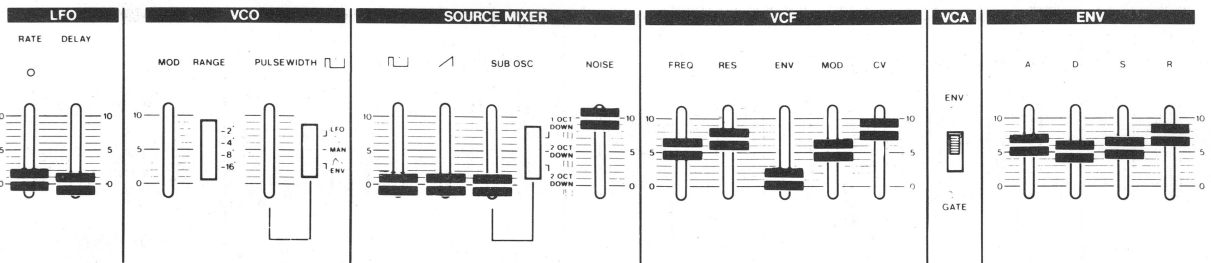 LFO
VCO
SOURCE MIXER
VCF
VCA
ENV
RATE DELAY
MOD RANGE PULSEWIDTH
SUB OSC
NOISE
FREQ RES ENV MOD CV
ENV
GATE
A D S R
10
5
0
10
5
0
2'
4'
8'
16'
LFO
MAN
ENV
10
5
0
1 OCT
DOWN
2 OCT
DOWN
2 OCT
DOWN
10
5
0
10
5
0
10
5
0
10
5
0